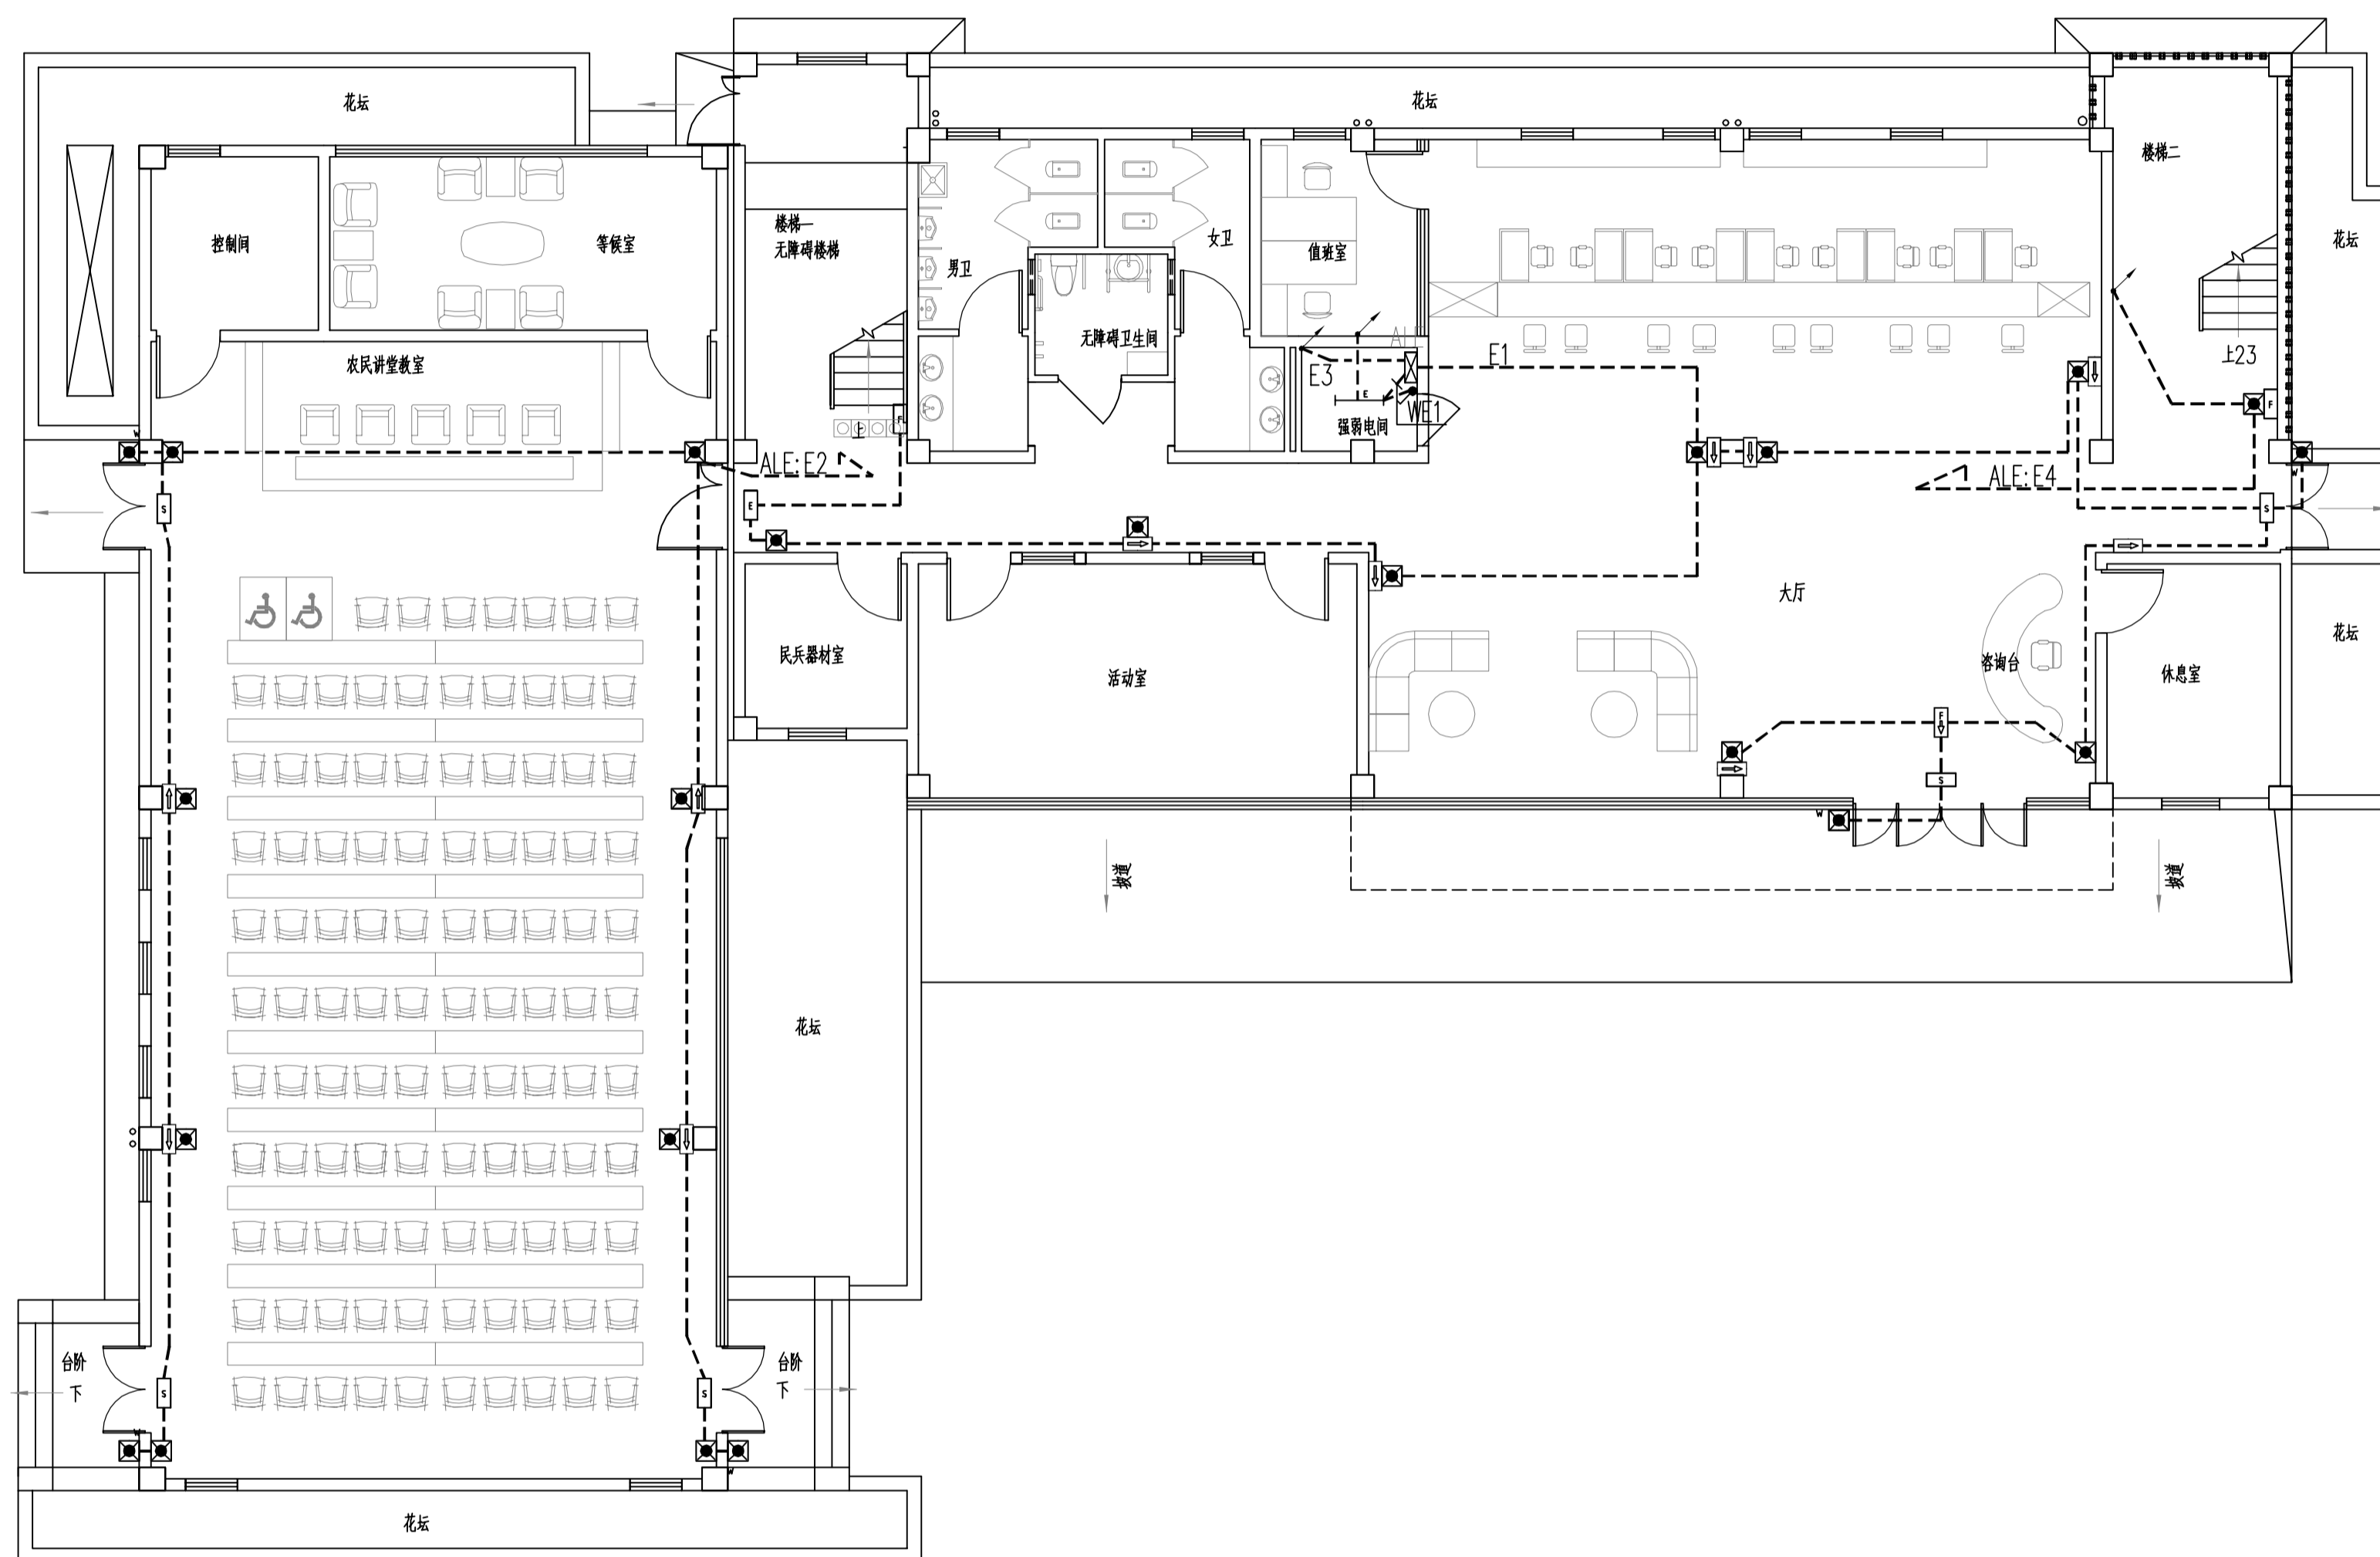 花坛
花坛
楼梯二
控制间
等候室
楼梯一
无障碍楼梯
男卫
女卫
值班室
花坛
无障碍卫生间
E3
E1
上23
农民讲堂教室
F
E
WE1
F
强弱电间
上
W
ALE:E2
ALE:E4
W
S
E
S
大厅
民兵器材室
活动室
咨询台
休息室
花坛
F
S
W
坡道
坡道
花坛
台阶
下
台阶
下
S
S
W
W
花坛